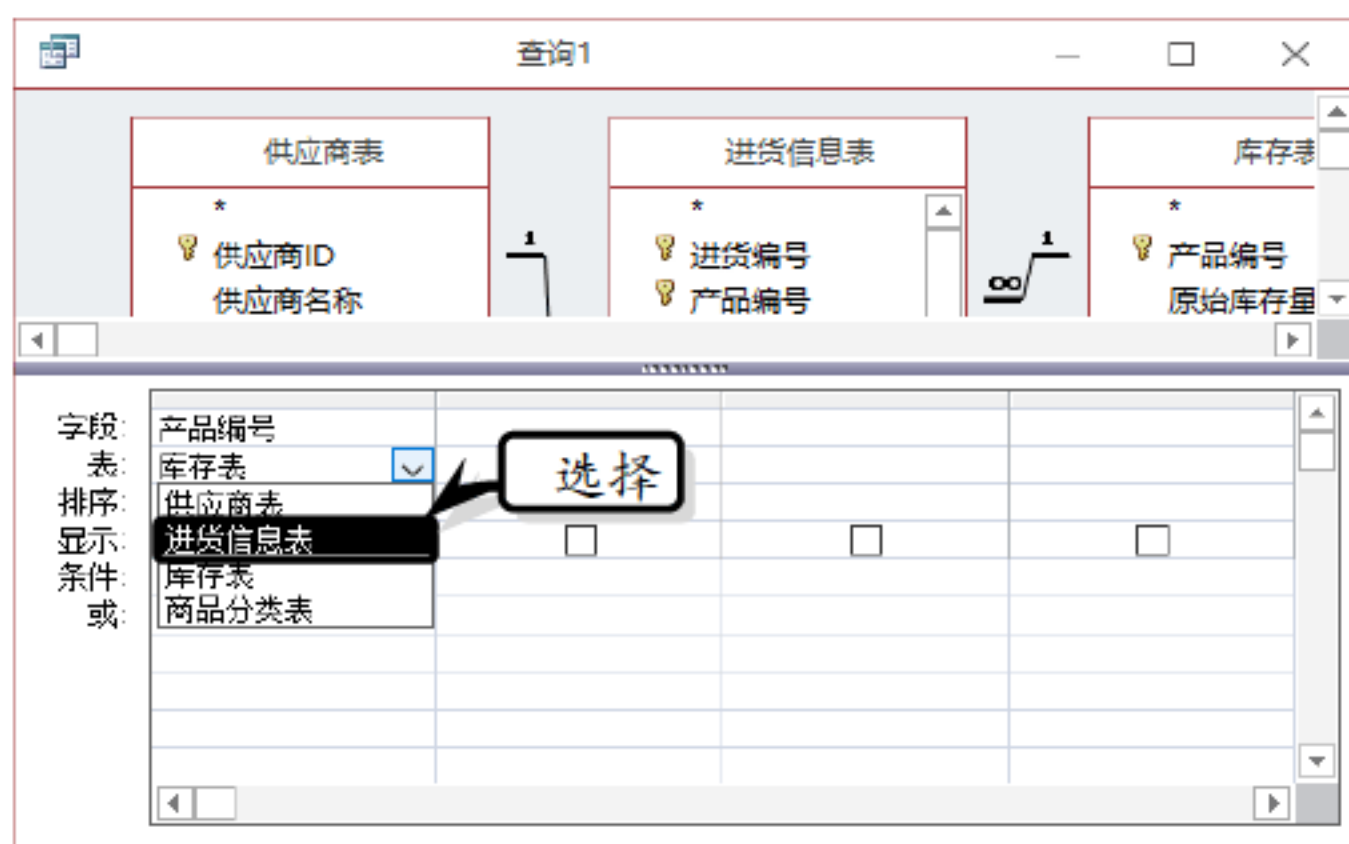 查询1
供应商表
进货信息表
库存表
*
*
*
供应商ID
1
进货编号
1
产品编号
供应商名称
产品编号
∞
原始库存量
字段: 产品编号
表: 库存表
选择
排序:
供应商表
显示:
进货信息表
条件:
库存表
或:
商品分类表